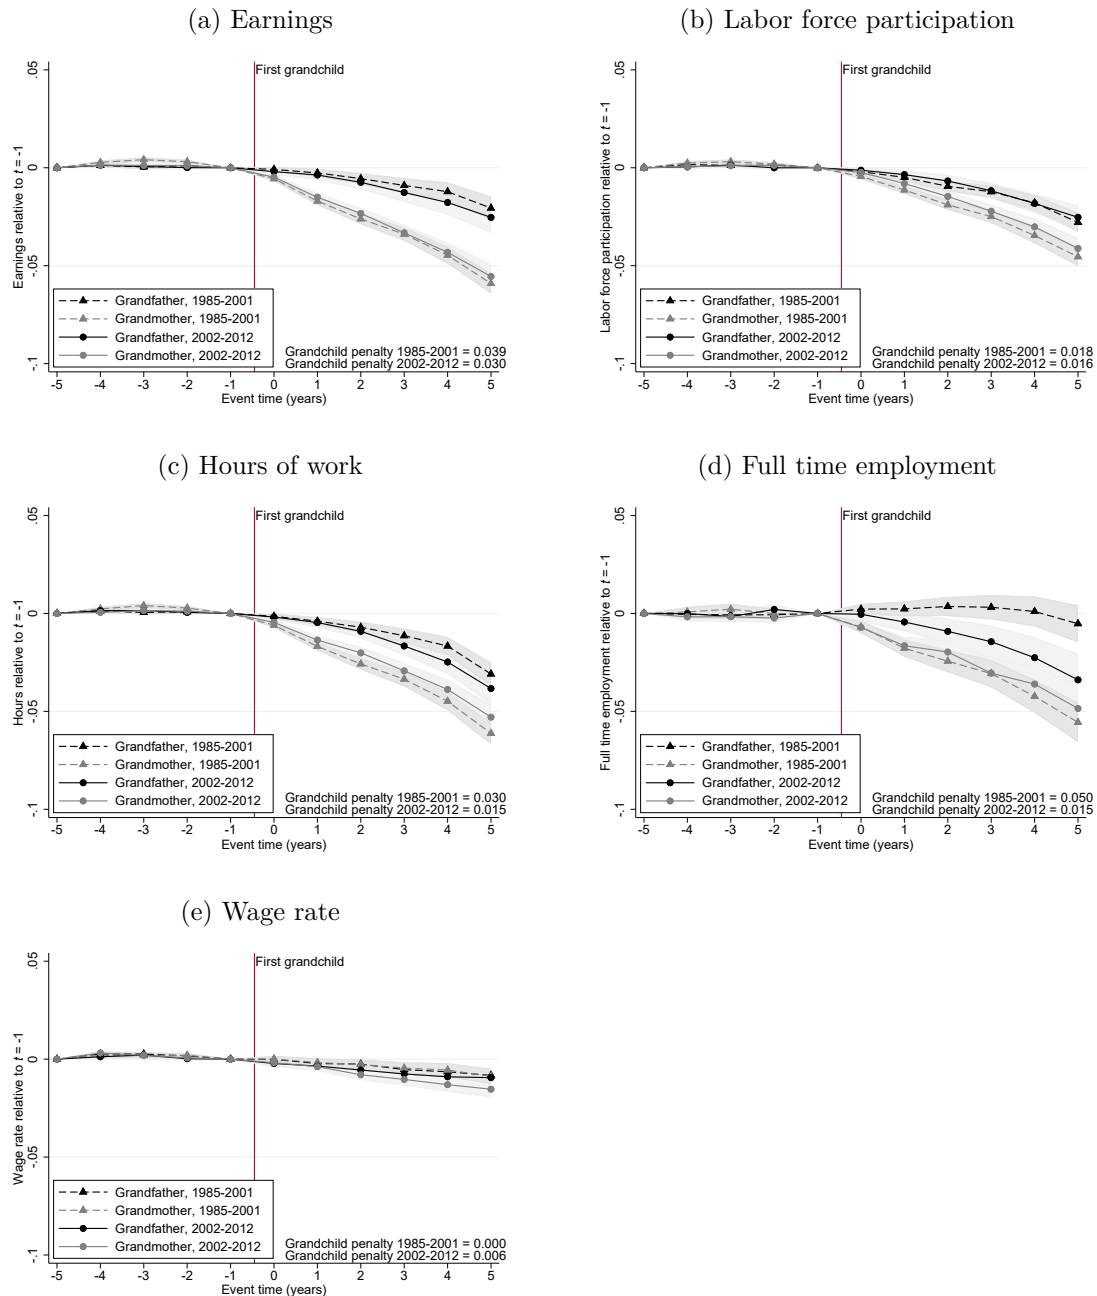 (a) Earnings
Earnings relative to t = -1
.05
0
-.05
-.1
First grandchild
Grandfather, 1985-2001
Grandmother, 1985-2001
Grandfather, 2002-2012
Grandmother, 2002-2012
Grandchild penalty 1985-2001 = 0.039
Grandchild penalty 2002-2012 = 0.030
-5 -4 -3 -2 -1 0 1 2 3 4 5
Event time (years)
(b) Labor force participation
Labor force participation relative to t = -1
.05
0
-.05
-.1
First grandchild
Grandfather, 1985-2001
Grandmother, 1985-2001
Grandfather, 2002-2012
Grandmother, 2002-2012
Grandchild penalty 1985-2001 = 0.018
Grandchild penalty 2002-2012 = 0.016
-5 -4 -3 -2 -1 0 1 2 3 4 5
Event time (years)
(c) Hours of work
Hours relative to t = -1
.05
0
-.05
-.1
First grandchild
Grandfather, 1985-2001
Grandmother, 1985-2001
Grandfather, 2002-2012
Grandmother, 2002-2012
Grandchild penalty 1985-2001 = 0.030
Grandchild penalty 2002-2012 = 0.015
-5 -4 -3 -2 -1 0 1 2 3 4 5
Event time (years)
(d) Full time employment
Full time employment relative to t = -1
.05
0
-.05
-.1
First grandchild
Grandfather, 1985-2001
Grandmother, 1985-2001
Grandfather, 2002-2012
Grandmother, 2002-2012
Grandchild penalty 1985-2001 = 0.050
Grandchild penalty 2002-2012 = 0.015
-5 -4 -3 -2 -1 0 1 2 3 4 5
Event time (years)
(e) Wage rate
Wage rate relative to t = -1
.05
0
-.05
-.1
First grandchild
Grandfather, 1985-2001
Grandmother, 1985-2001
Grandfather, 2002-2012
Grandmother, 2002-2012
Grandchild penalty 1985-2001 = 0.000
Grandchild penalty 2002-2012 = 0.006
-5 -4 -3 -2 -1 0 1 2 3 4 5
Event time (years)